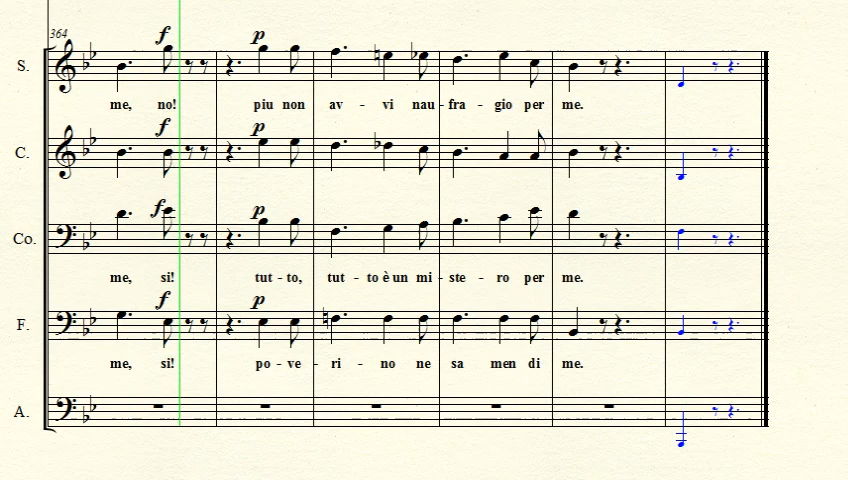 364
S.
f p
me, no! piu non av - vi nau - fra - gio per me.
C.
f p
Co.
f p
me, si! tut - to, tut - to è un mi - ste - ro per me.
F.
f p
me, si! po - ve - ri - no ne sa men di me.
A.